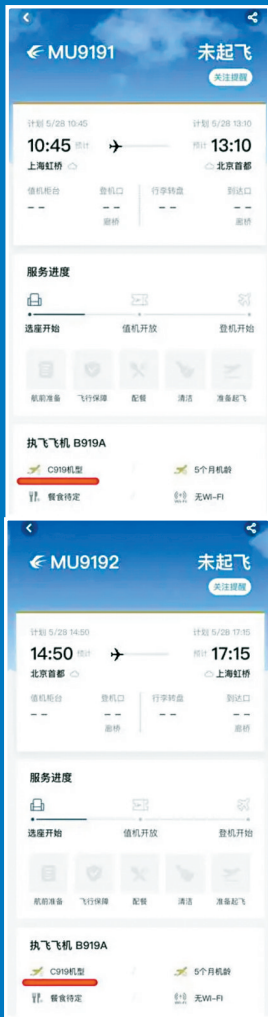 MU9191
未起飞
关注提醒
计划 5/28 10:45
计划 5/28 13:10
10:45 预计
预计 13:10
上海虹桥
北京首都
值机柜台 登机口 行李转盘 到达口
-- -- -- --
廊桥 廊桥
服务进度
选座开始 值机开放 登机开始
航前准备 飞行保障 配餐 清洁 准备起飞
执飞飞机 B919A
C919机型 5个月机龄
餐食待定 无WI-FI
MU9192
未起飞
关注提醒
计划 5/28 14:50
计划 5/28 17:15
14:50 预计
预计 17:15
北京首都
上海虹桥
值机柜台 登机口 行李转盘 到达口
-- -- -- --
廊桥 廊桥
服务进度
选座开始 值机开放 登机开始
航前准备 飞行保障 配餐 清洁 准备起飞
执飞飞机 B919A
C919机型 5个月机龄
餐食待定 无WI-FI